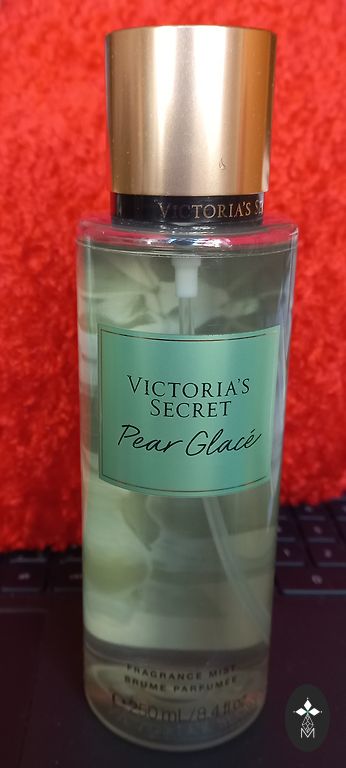 VICTORIA'S SE
VICTORIA'S
SECRET
Pear Glacé
FRAGRANCE MIST
BRUME PARFUMÉE
℮ 250 mL / 8.4 fl oz